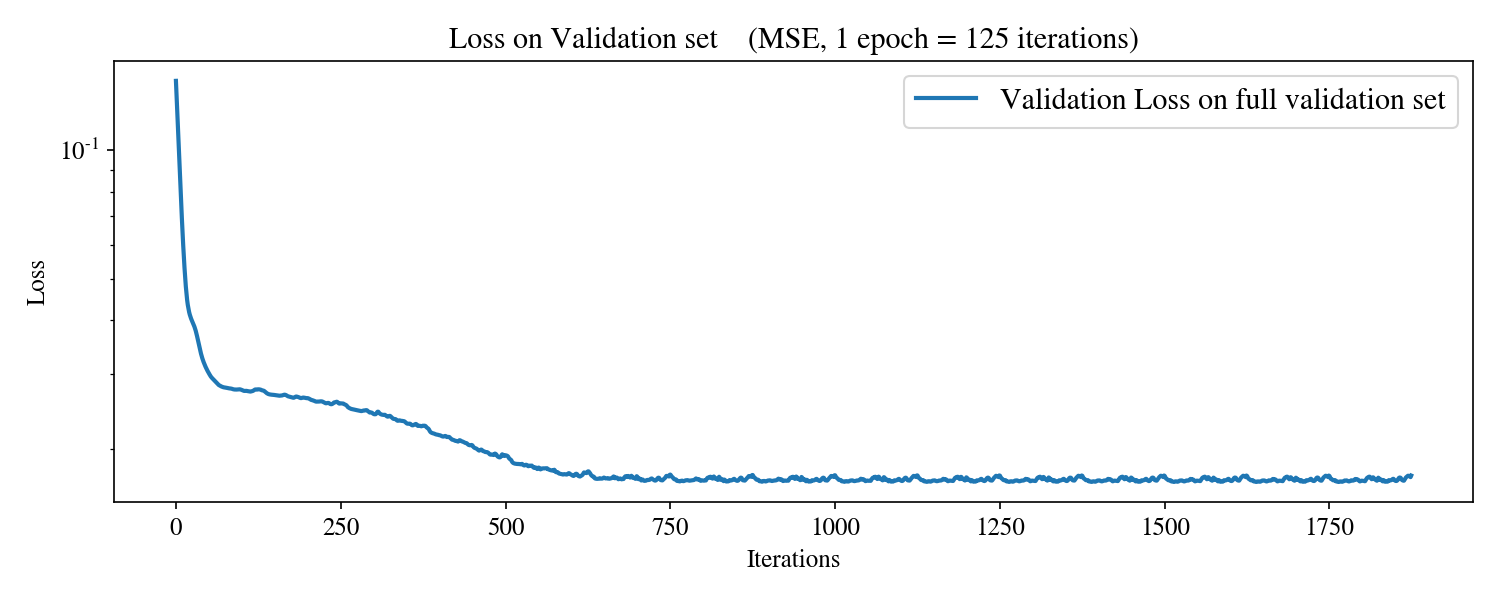 Loss on Validation set (MSE, 1 epoch = 125 iterations)
Validation Loss on full validation set
10⁻¹
Loss
0 250 500 750 1000 1250 1500 1750
Iterations